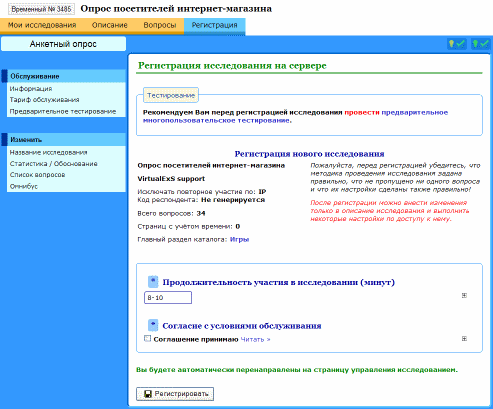 Временный № 3485
Опрос посетителей интернет-магазина
Мои исследования
Описание
Вопросы
Регистрация
Анкетный опрос
Обслуживание
Информация
Тариф обслуживания
Предварительное тестирование
Изменить
Название исследования
Статистика / Обоснование
Список вопросов
Омнибус
Регистрация исследования на сервере
Тестирование
Рекомендуем Вам перед регистрацией исследования провести предварительное
многопользовательское тестирование.
Регистрация нового исследования
Опрос посетителей интернет-магазина
VirtualExS support
Исключать повторное участие по: IP
Код респондента: Не генерируется
Всего вопросов: 34
Страниц с учётом времени: 0
Главный раздел каталога: Игры
Пожалуйста, перед регистрацией убедитесь, что
методика проведения исследования задана
правильно, что не пропущено ни одного вопроса
и что их настройки сделаны также правильно!
После регистрации можно внести изменения
только в описание исследования и выполнить
некоторые настройки по доступу к нему.
* Продолжительность участия в исследовании (минут)
8-10
* Согласие с условиями обслуживания
Соглашение принимаю Читать »
Вы будете автоматически перенаправлены на страницу управления исследованием.
Регистрировать